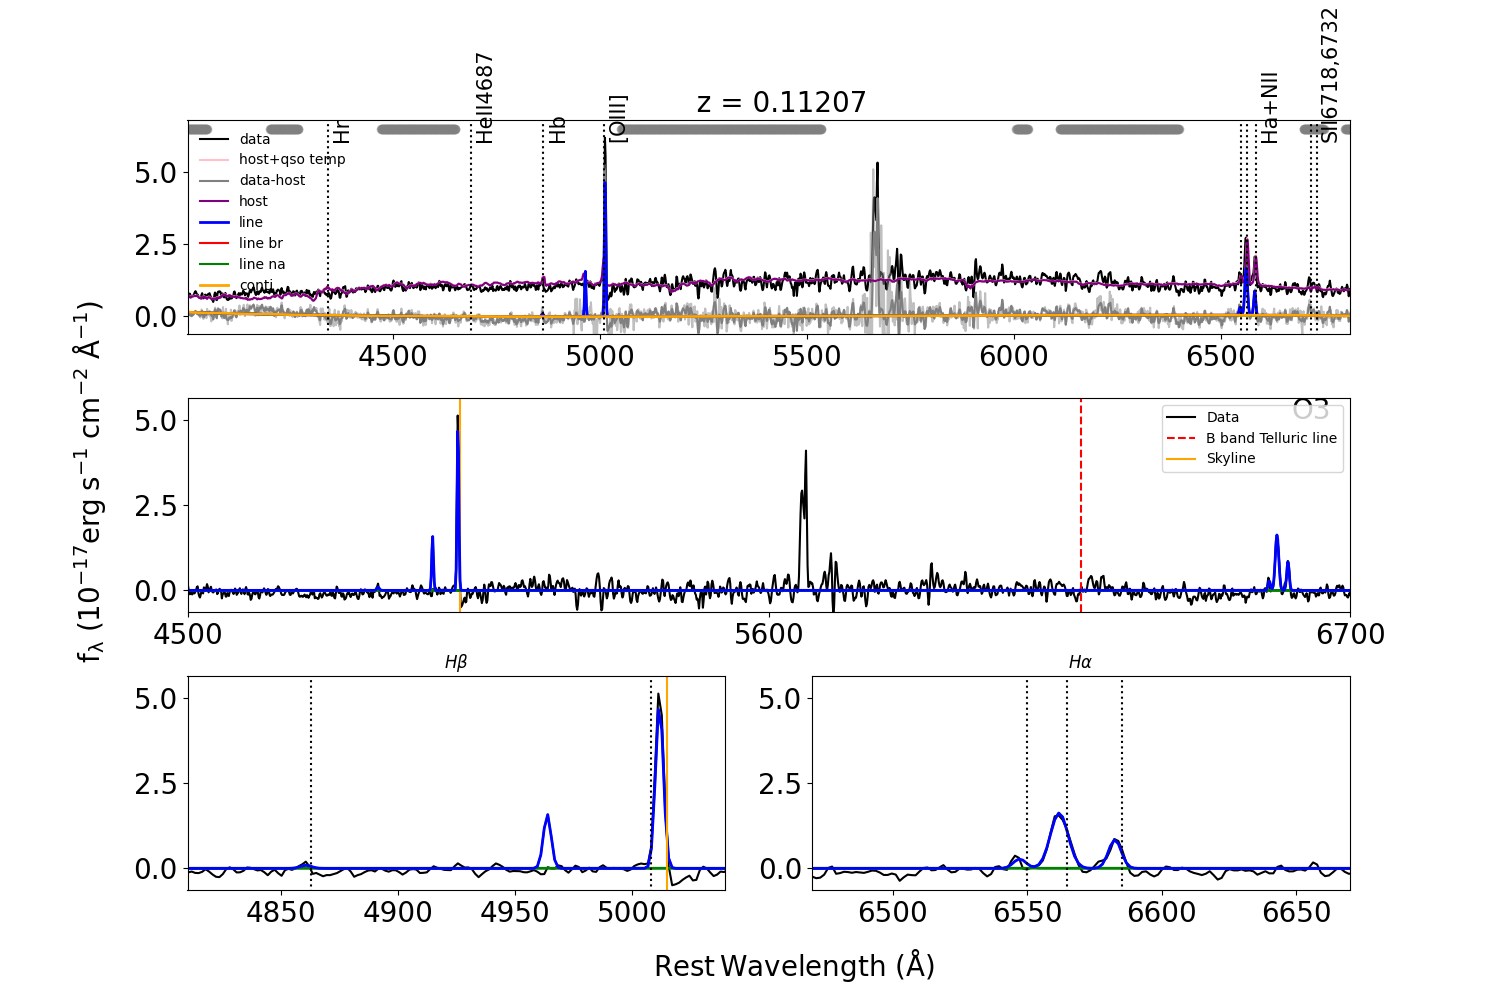 z = 0.11207
Hr
HeII4687
Hb
[OIII]
Ha+NII
SII6718,6732
data
host+qso temp
data-host
host
line
line br
line na
conti
5.0
2.5
0.0
4500 5000 5500 6000 6500
O3
Data
B band Telluric line
Skyline
5.0
2.5
0.0
4500 5600 6700
fλ (10⁻¹⁷erg s⁻¹ cm⁻² Å⁻¹)
Hβ
5.0
2.5
0.0
4850 4900 4950 5000
Hα
5.0
2.5
0.0
6500 6550 6600 6650
Rest Wavelength (Å)